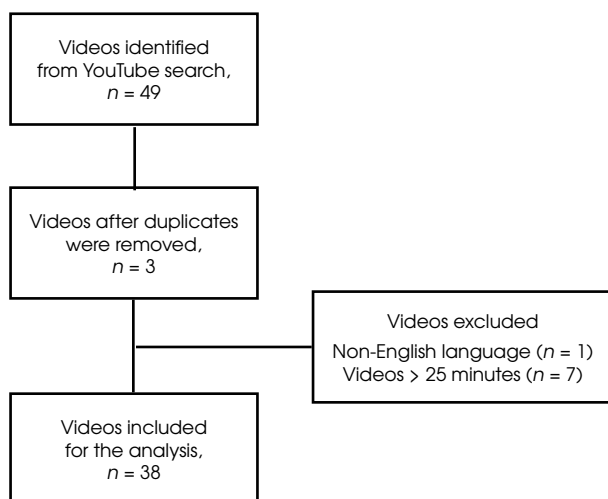 Videos identified
from YouTube search,
n = 49
Videos after duplicates
were removed,
n = 3
Videos excluded
Non-English language (n = 1)
Videos > 25 minutes (n = 7)
Videos included
for the analysis,
n = 38